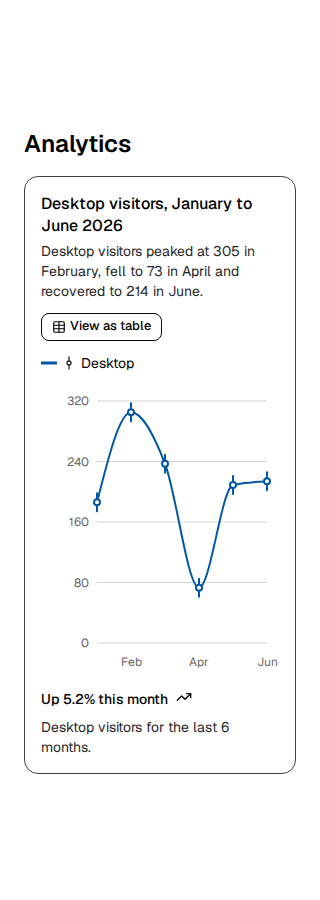 Analytics
Desktop visitors, January to
June 2026
Desktop visitors peaked at 305 in
February, fell to 73 in April and
recovered to 214 in June.
View as table
Desktop
320
240
160
80
0
Feb Apr Jun
Up 5.2% this month
Desktop visitors for the last 6
months.